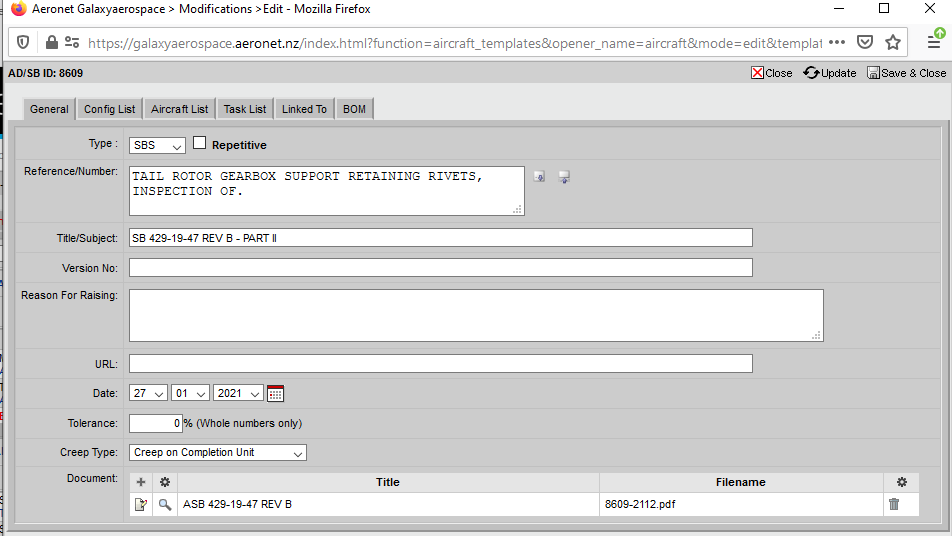 Aeronet Galaxyaerospace > Modifications >Edit - Mozilla Firefox
https://galaxyaerospace.aeronet.nz/index.html?function=aircraft_templates&opener_name=aircraft&mode=edit&templat
AD/SB ID: 8609 Close Update Save & Close
General Config List Aircraft List Task List Linked To BOM
Type : SBS Repetitive
Reference/Number: TAIL ROTOR GEARBOX SUPPORT RETAINING RIVETS,
INSPECTION OF.
Title/Subject: SB 429-19-47 REV B - PART II
Version No:
Reason For Raising:
URL:
Date: 27 01 2021
Tolerance: 0 % (Whole numbers only)
Creep Type: Creep on Completion Unit
Document: Title Filename
ASB 429-19-47 REV B 8609-2112.pdf